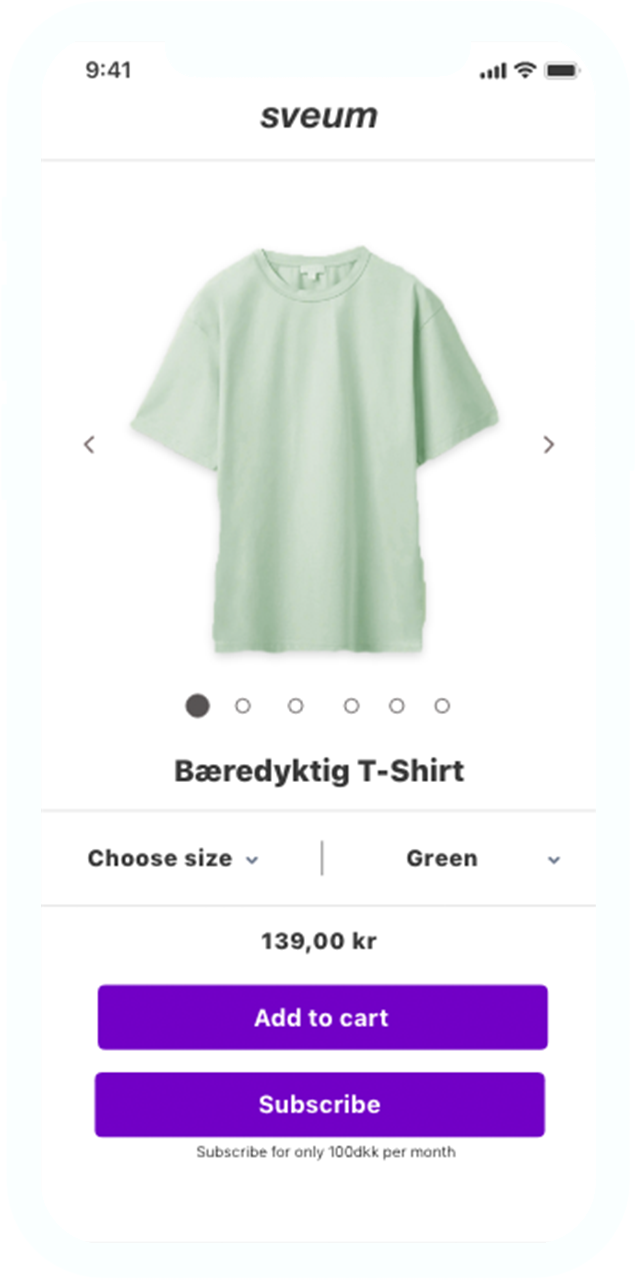 9:41
sveum
Bæredyktig T-Shirt
Choose size
Green
139,00 kr
Add to cart
Subscribe
Subscribe for only 100dkk per month